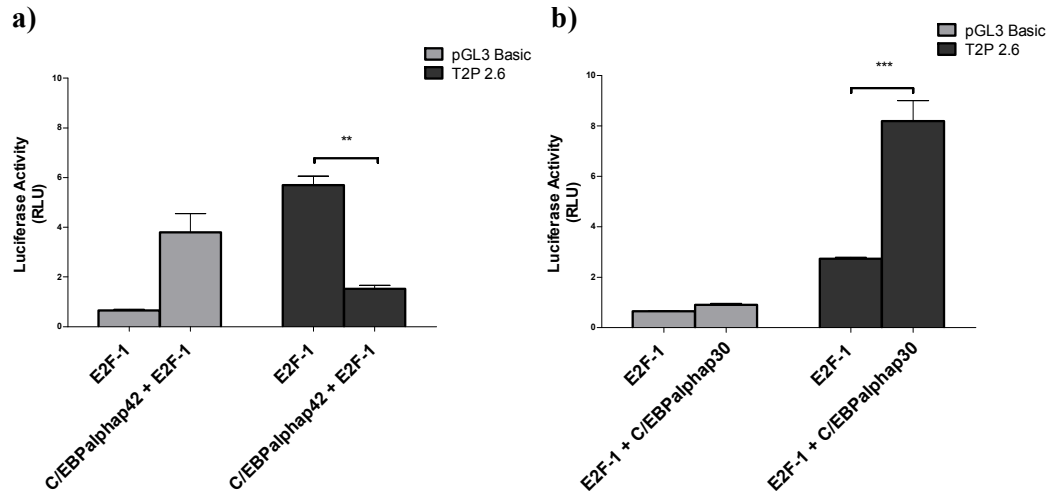 a)
pGL3 Basic
T2P 2.6
Luciferase Activity
(RLU)
10
8
6
4
2
0
**
E2F-1
C/EBPalphap42 + E2F-1
E2F-1
C/EBPalphap42 + E2F-1
b)
pGL3 Basic
T2P 2.6
Luciferase Activity
(RLU)
10
8
6
4
2
0
***
E2F-1
E2F-1 + C/EBPalphap30
E2F-1
E2F-1 + C/EBPalphap30